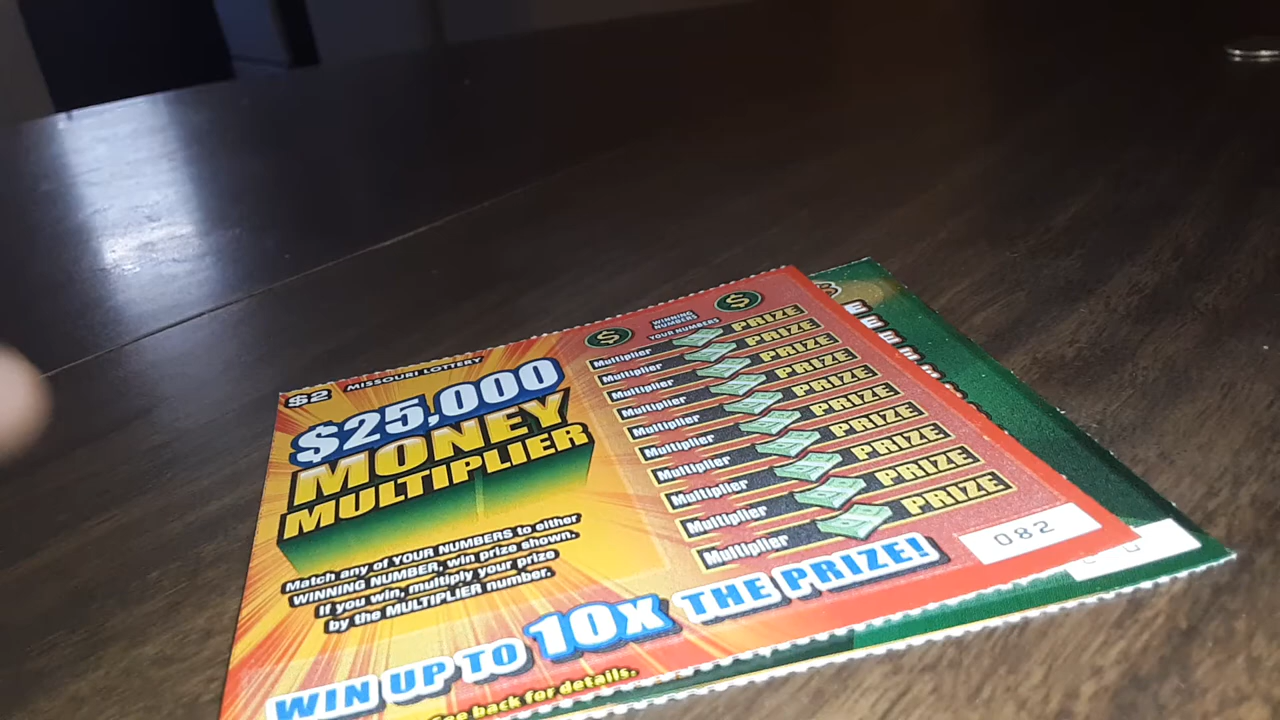 MISSOURI LOTTERY
$2
$25,000
MONEY
MULTIPLIER
Match any of YOUR NUMBERS to either
WINNING NUMBER, win prize shown.
If you win, multiply your prize
by the MULTIPLIER number.
WIN UP TO 10X THE PRIZE!
See back for details.
$ WINNING NUMBERS $
YOUR NUMBERS
Multiplier PRIZE
Multiplier PRIZE
Multiplier PRIZE
Multiplier PRIZE
Multiplier PRIZE
Multiplier PRIZE
Multiplier PRIZE
Multiplier PRIZE
Multiplier PRIZE
Multiplier PRIZE
082